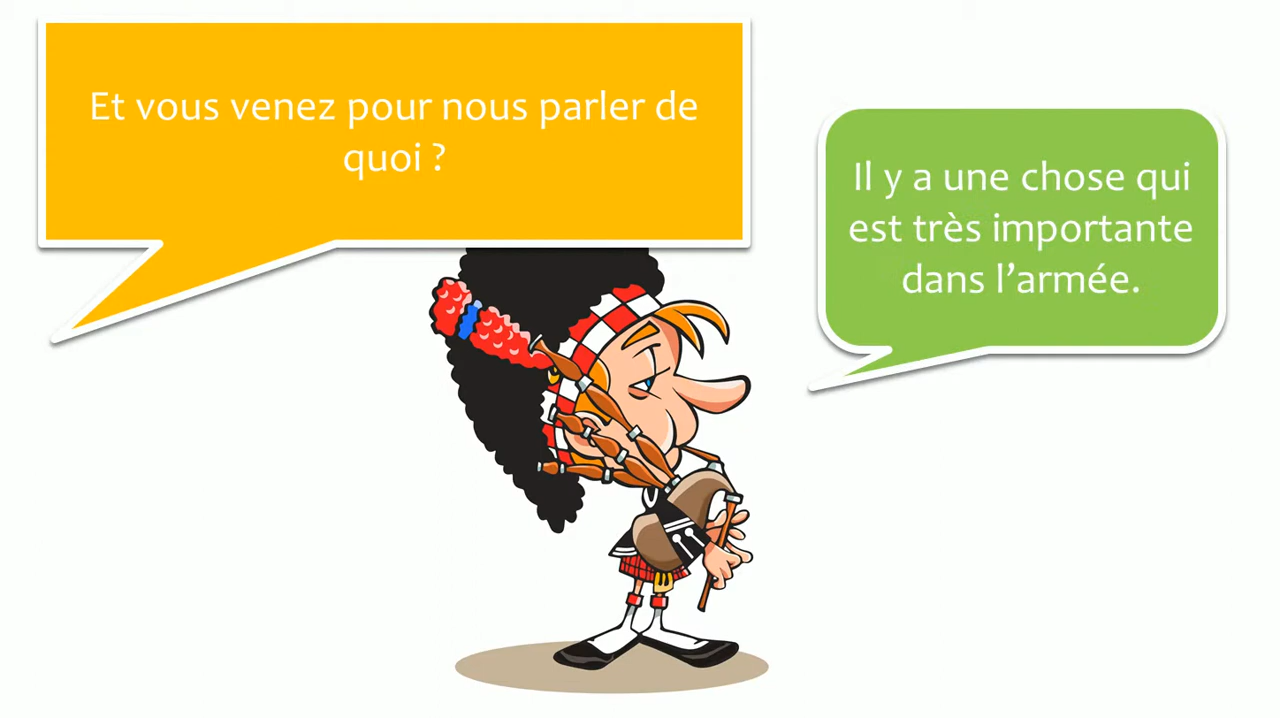 Et vous venez pour nous parler de
quoi ?
Il y a une chose qui
est très importante
dans l’armée.